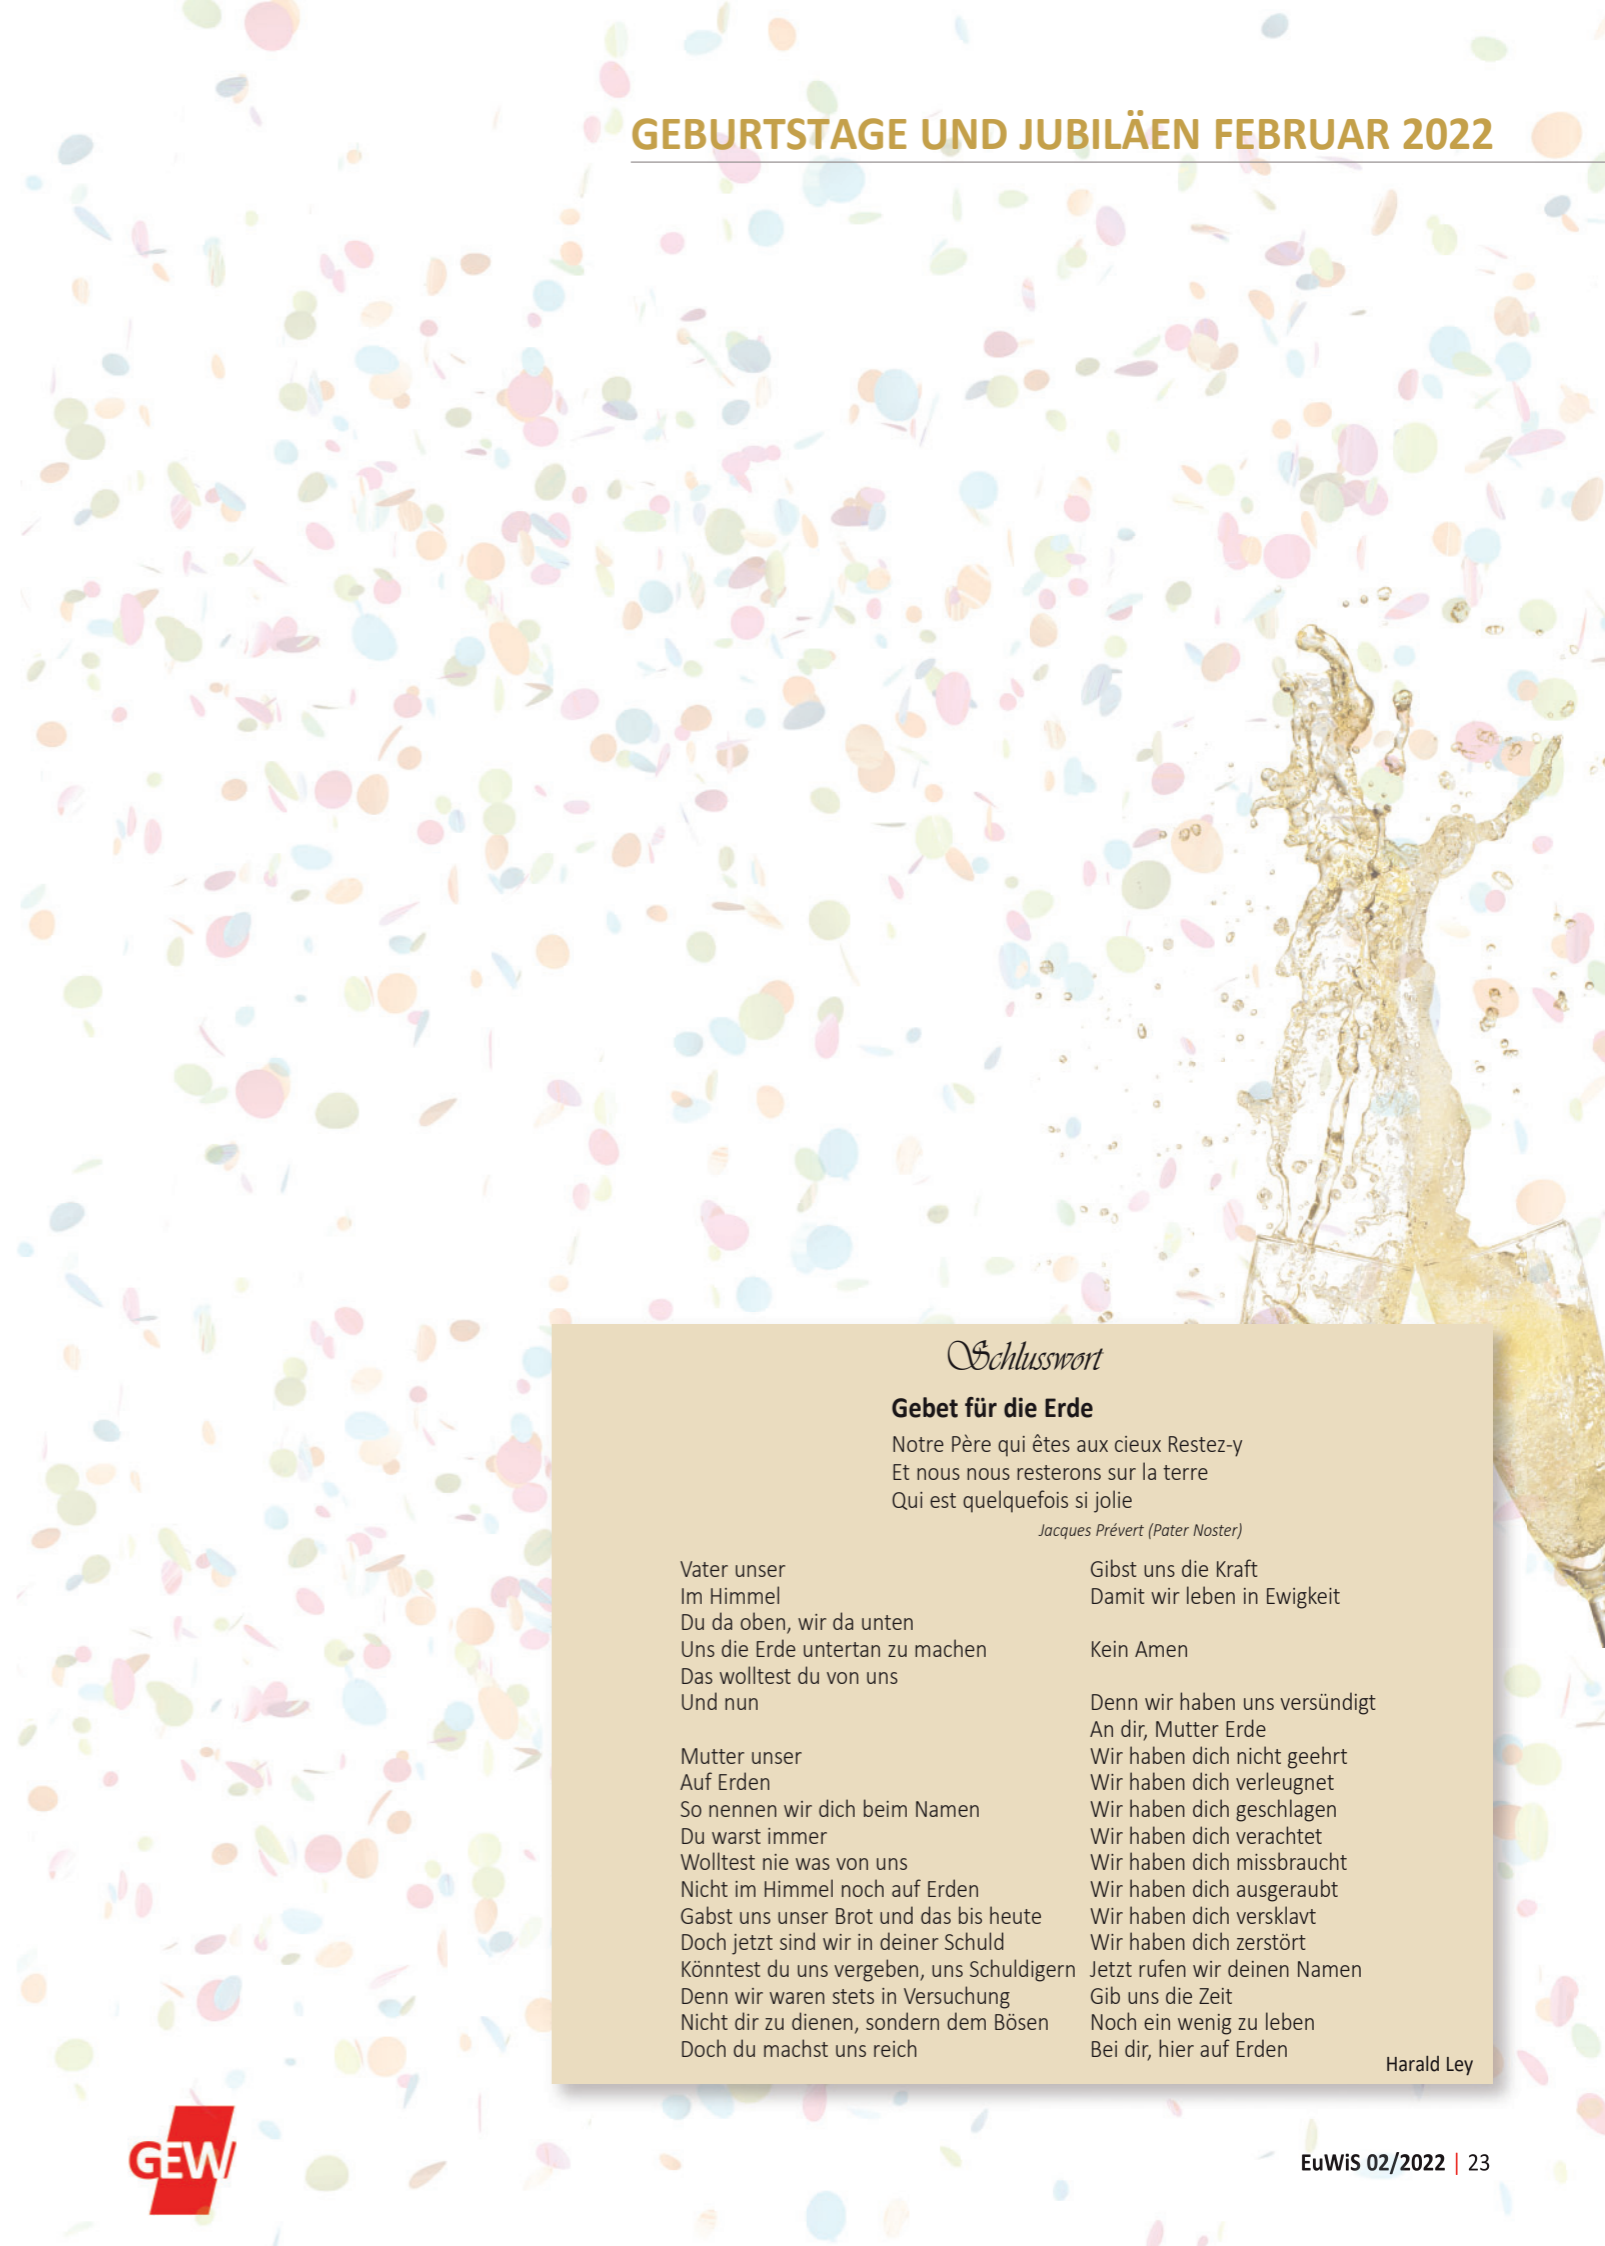 GEBURTSTAGE UND JUBILÄEN FEBRUAR 2022
Schlusswort
Gebet für die Erde
Notre Père qui êtes aux cieux Restez-y
Et nous nous resterons sur la terre
Qui est quelquefois si jolie
Jacques Prévert (Pater Noster)
Vater unser
Im Himmel
Du da oben, wir da unten
Uns die Erde untertan zu machen
Das wolltest du von uns
Und nun
Mutter unser
Auf Erden
So nennen wir dich beim Namen
Du warst immer
Wolltest nie was von uns
Nicht im Himmel noch auf Erden
Gabst uns unser Brot und das bis heute
Doch jetzt sind wir in deiner Schuld
Könntest du uns vergeben, uns Schuldigern
Denn wir waren stets in Versuchung
Nicht dir zu dienen, sondern dem Bösen
Doch du machst uns reich
Gibst uns die Kraft
Damit wir leben in Ewigkeit
Kein Amen
Denn wir haben uns versündigt
An dir, Mutter Erde
Wir haben dich nicht geehrt
Wir haben dich verleugnet
Wir haben dich geschlagen
Wir haben dich verachtet
Wir haben dich missbraucht
Wir haben dich ausgeraubt
Wir haben dich versklavt
Wir haben dich zerstört
Jetzt rufen wir deinen Namen
Gib uns die Zeit
Noch ein wenig zu leben
Bei dir, hier auf Erden
Harald Ley
GEW
EuWiS 02/2022 | 23